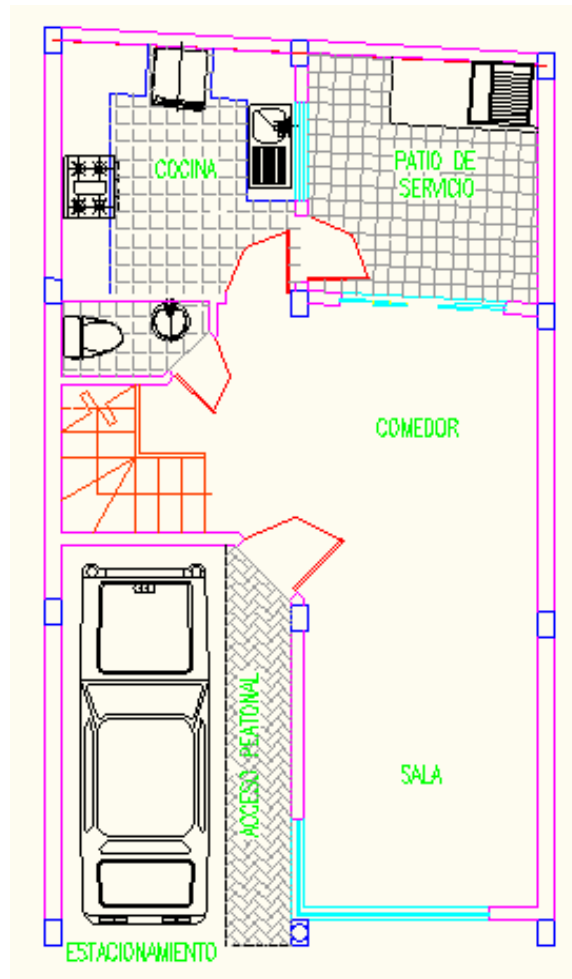 COCINA
PATIO DE
SERVICIO
COMEDOR
ACCESO PEATONAL
SALA
ESTACIONAMIENTO